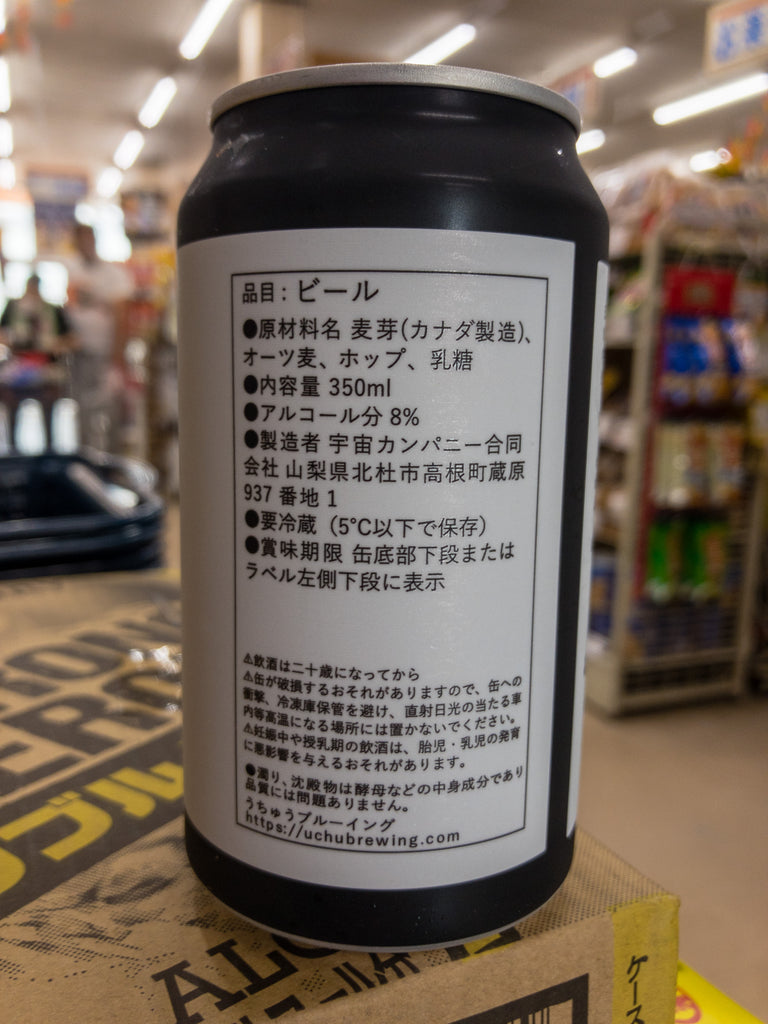 品目：ビール
●原材料名 麦芽(カナダ製造)、
オーツ麦、ホップ、乳糖
●内容量 350ml
●アルコール分 8%
●製造者 宇宙カンパニー合同
会社 山梨県北杜市高根町蔵原
937 番地 1
●要冷蔵（5℃以下で保存）
●賞味期限 缶底部下段または
ラベル左側下段に表示
⚠飲酒は二十歳になってから
⚠缶が破損するおそれがありますので、缶への
衝撃、冷凍庫保管を避け、直射日光の当たる車
内等高温になる場所には置かないでください。
⚠妊娠中や授乳期の飲酒は、胎児・乳児の発育
に悪影響を与えるおそれがあります。
●濁り、沈殿物は酵母などの中身成分であり
品質には問題ありません。
うちゅうブルーイング
https://uchubrewing.com
ケース